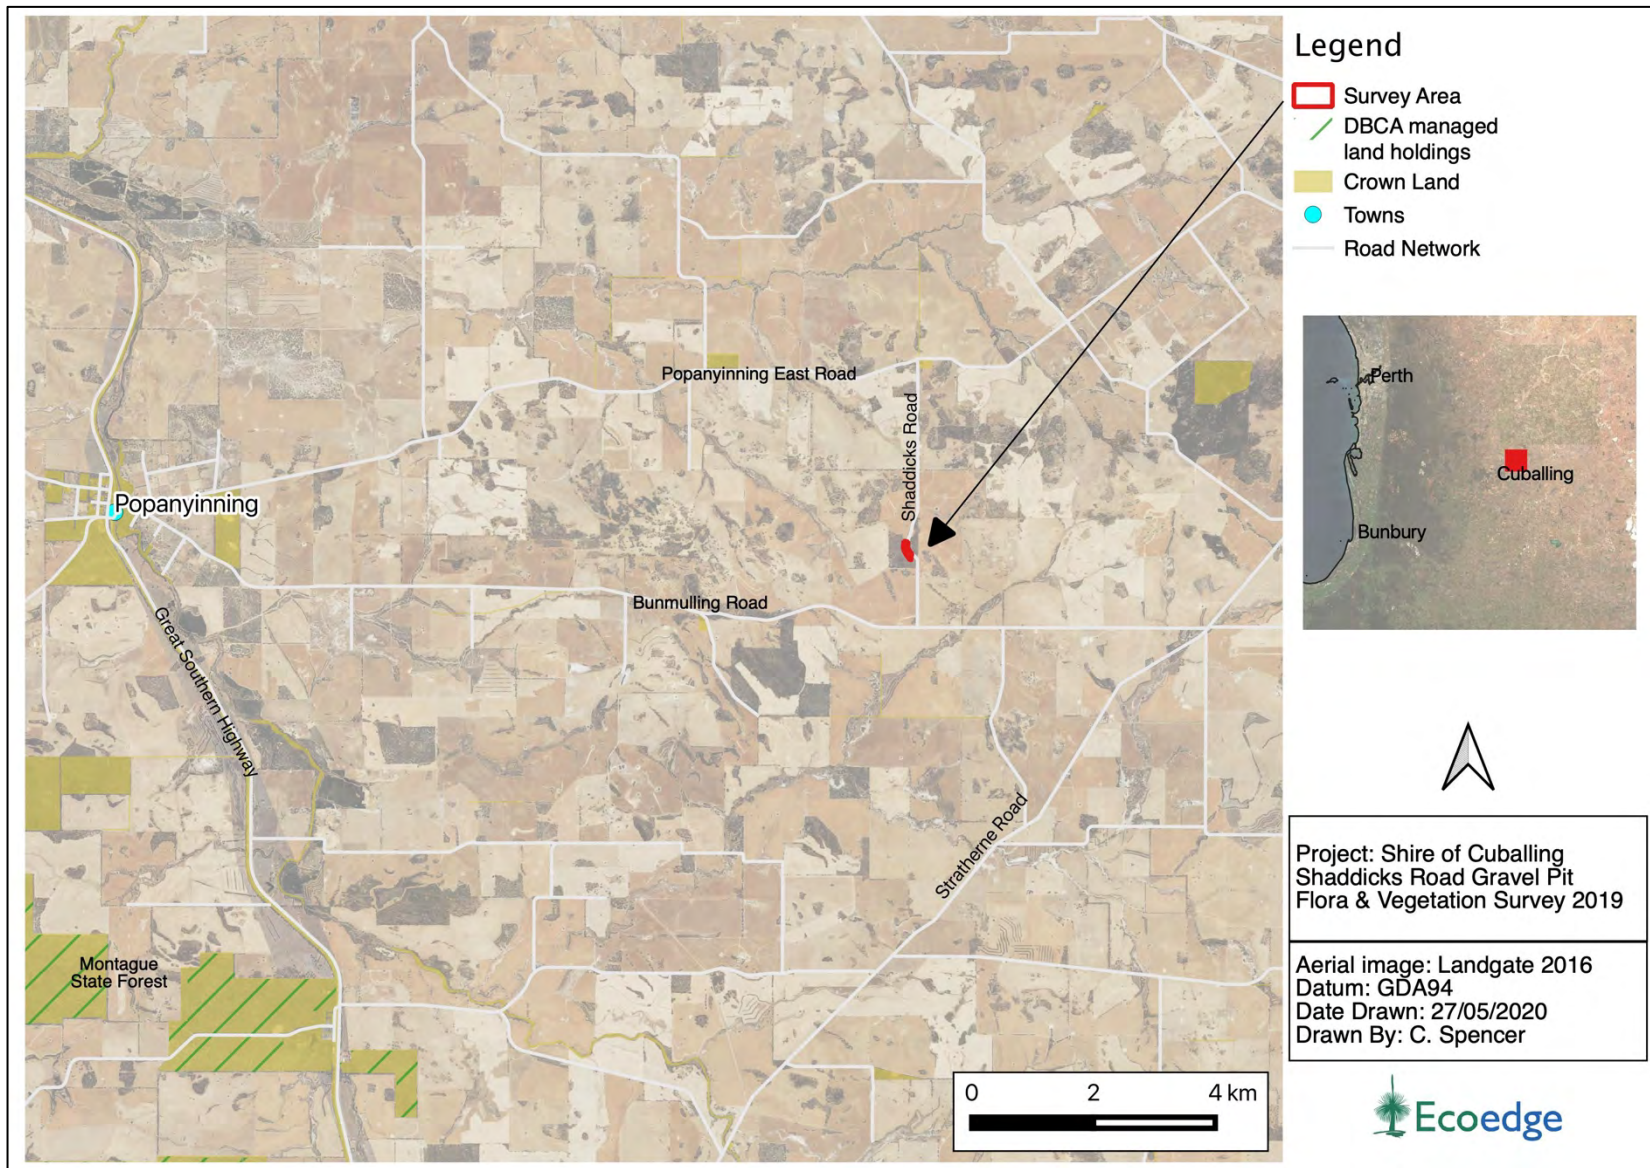 Legend
Survey Area
DBCA managed
land holdings
Crown Land
Towns
Road Network
Popanyinning East Road
Shaddicks Road
Popanyinning
Bunmulling Road
Great Southern Highway
Stratherne Road
Montague
State Forest
0 2 4 km
Perth
Cuballing
Bunbury
Project: Shire of Cuballing
Shaddicks Road Gravel Pit
Flora & Vegetation Survey 2019
Aerial image: Landgate 2016
Datum: GDA94
Date Drawn: 27/05/2020
Drawn By: C. Spencer
Ecoedge